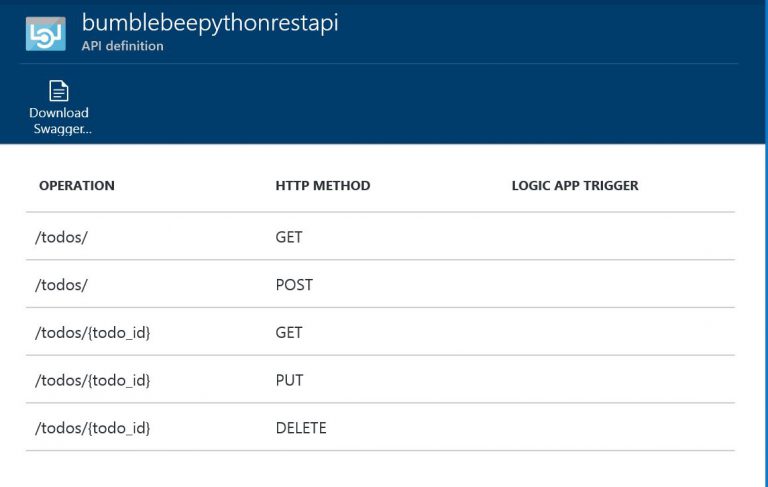 bumblebeepythonrestapi
API definition
Download
Swagger...
OPERATION HTTP METHOD LOGIC APP TRIGGER
/todos/ GET
/todos/ POST
/todos/{todo_id} GET
/todos/{todo_id} PUT
/todos/{todo_id} DELETE